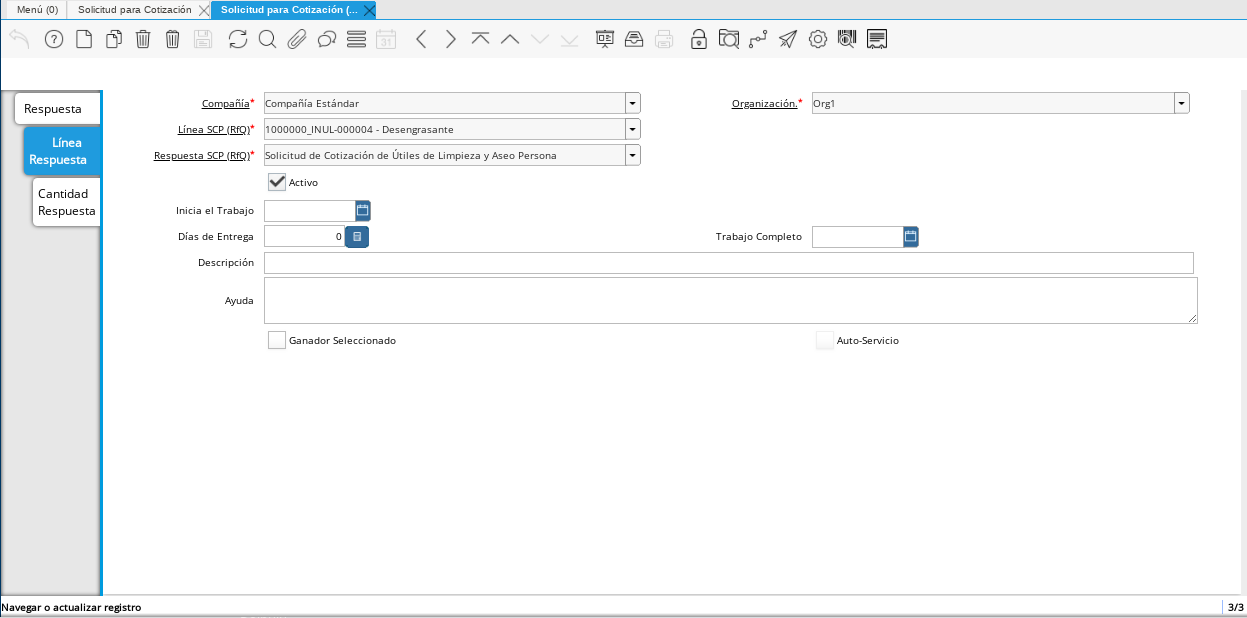 Menú (0)
Solicitud para Cotización
Solicitud para Cotización (...
31
Respuesta
Línea
Respuesta
Cantidad
Respuesta
Compañía* Compañía Estándar
Organización.* Org1
Línea SCP (RfQ)* 1000000_INUL-000004 - Desengrasante
Respuesta SCP (RfQ)* Solicitud de Cotización de Útiles de Limpieza y Aseo Persona
Activo
Inicia el Trabajo
Días de Entrega 0
Trabajo Completo
Descripción
Ayuda
Ganador Seleccionado
Auto-Servicio
Navegar o actualizar registro
3/3